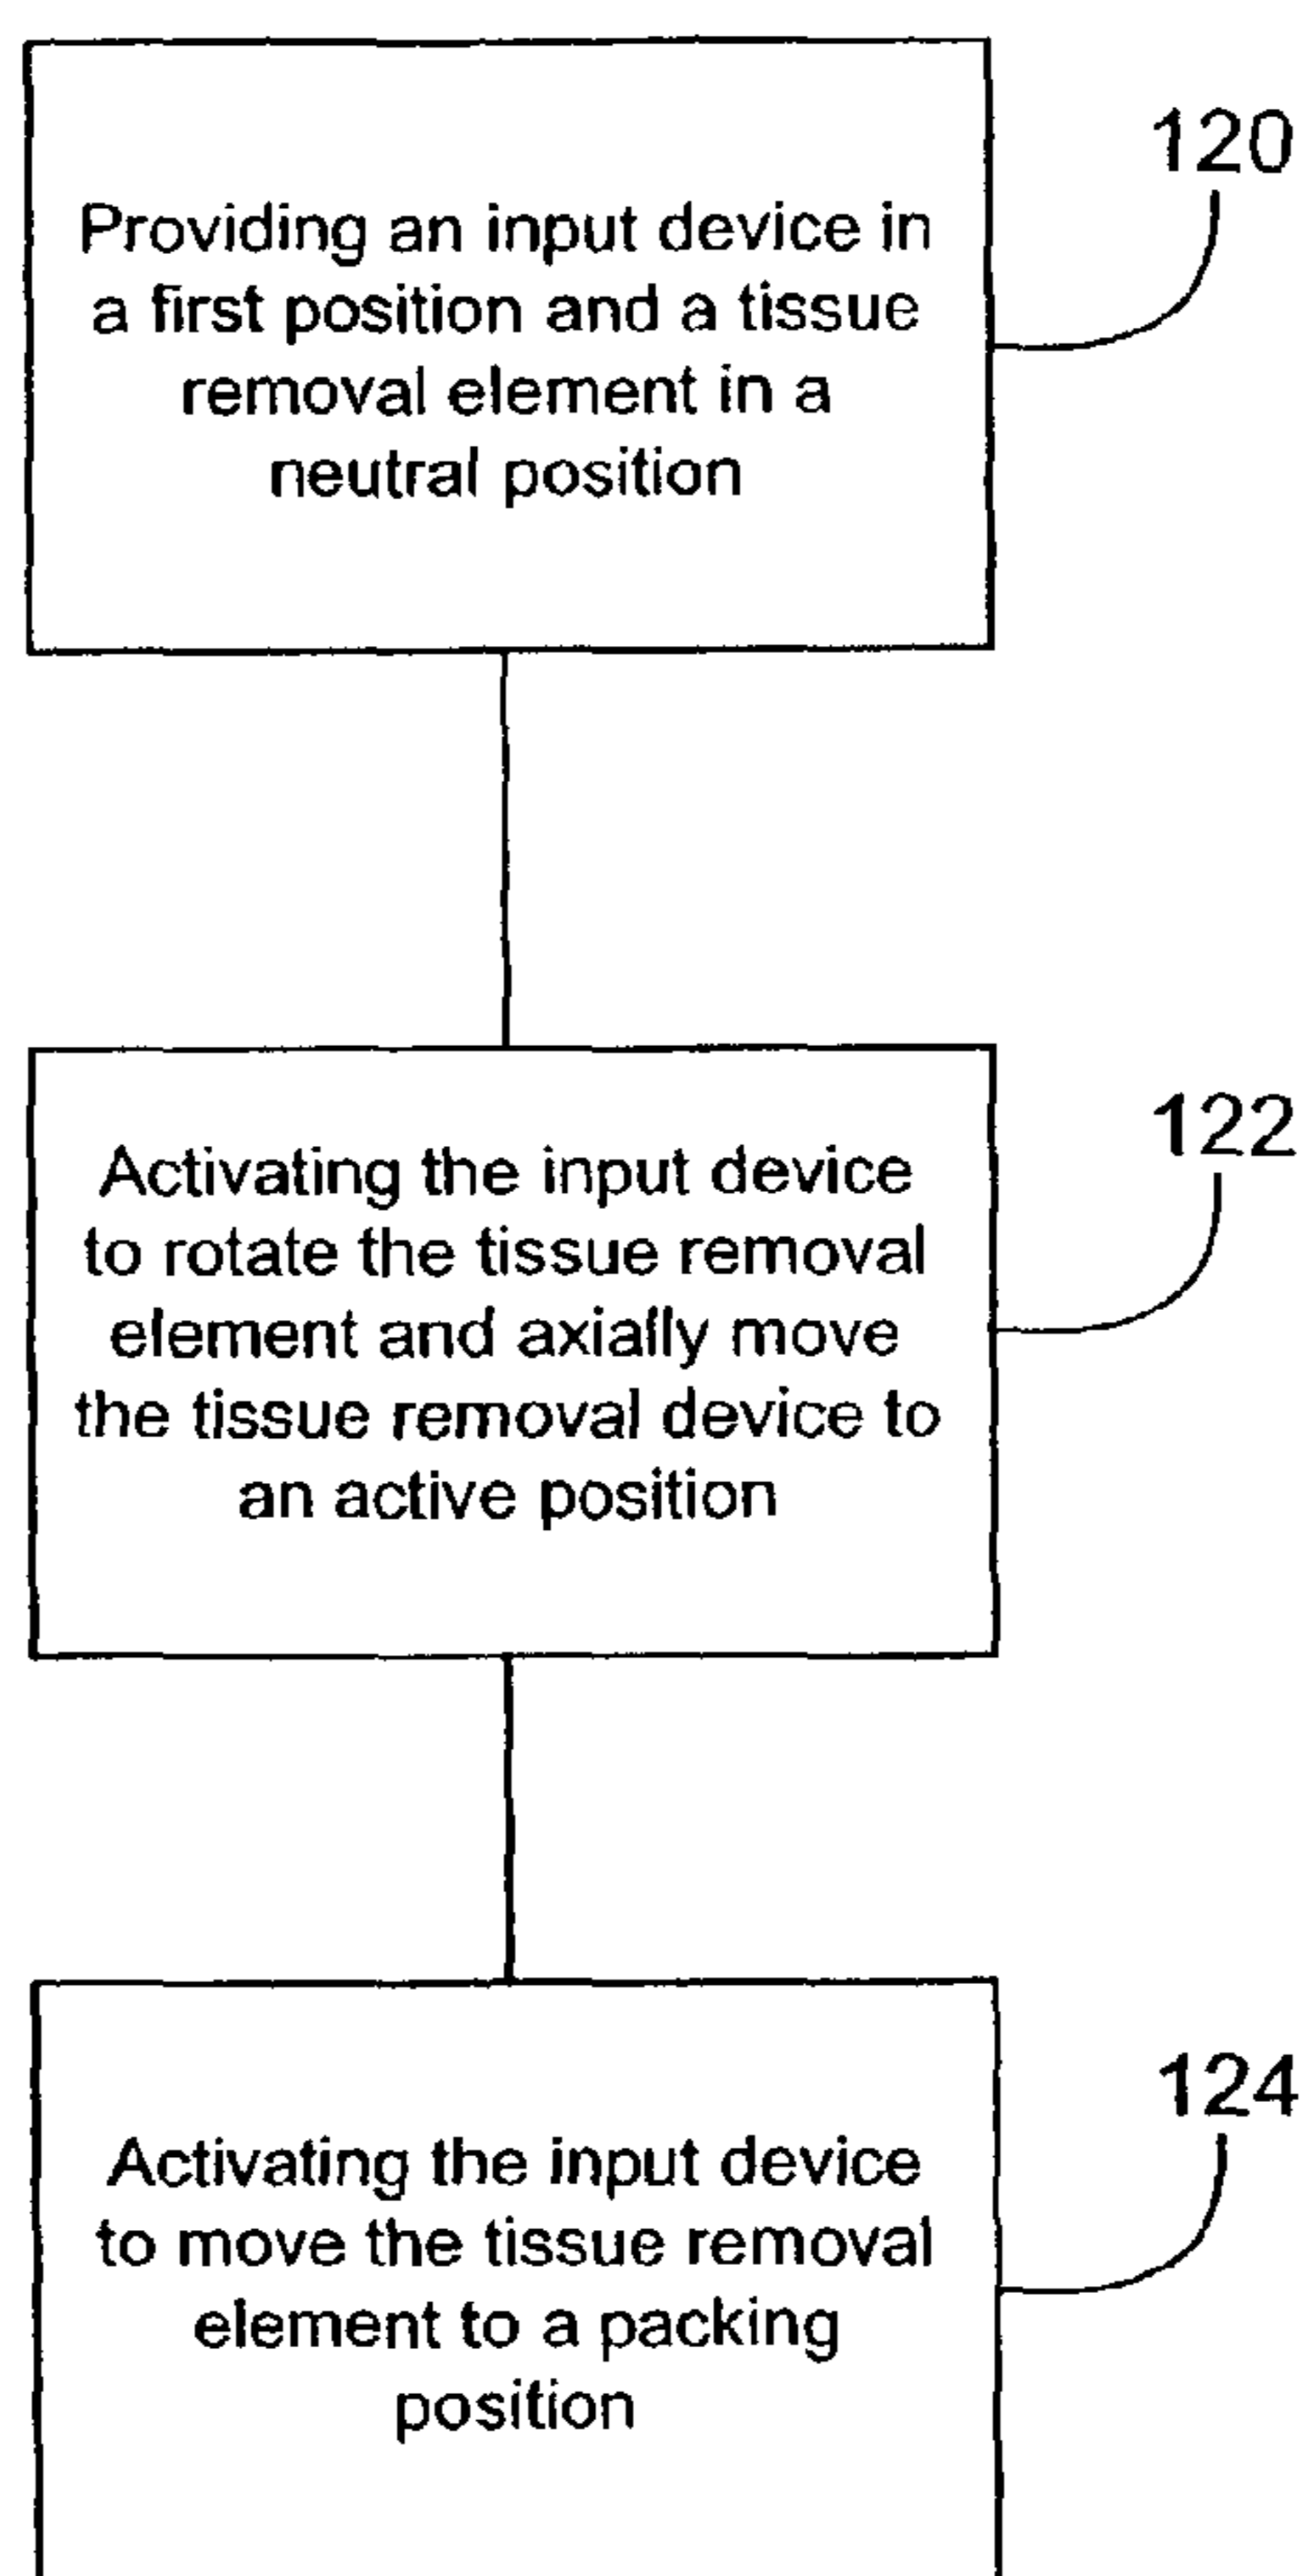 120
Providing an input device in
a first position and a tissue
removal element in a
neutral position
122
Activating the input device
to rotate the tissue removal
element and axially move
the tissue removal device to
an active position
124
Activating the input device
to move the tissue removal
element to a packing
position